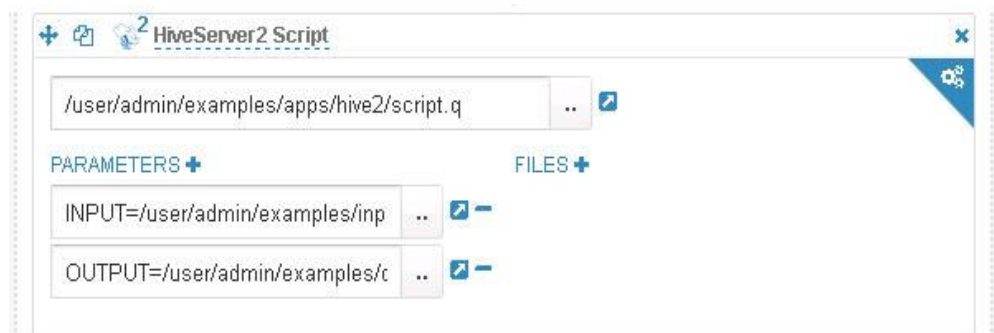 2 HiveServer2 Script
/user/admin/examples/apps/hive2/script.q ..
PARAMETERS FILES
INPUT=/user/admin/examples/inp ..
OUTPUT=/user/admin/examples/c ..